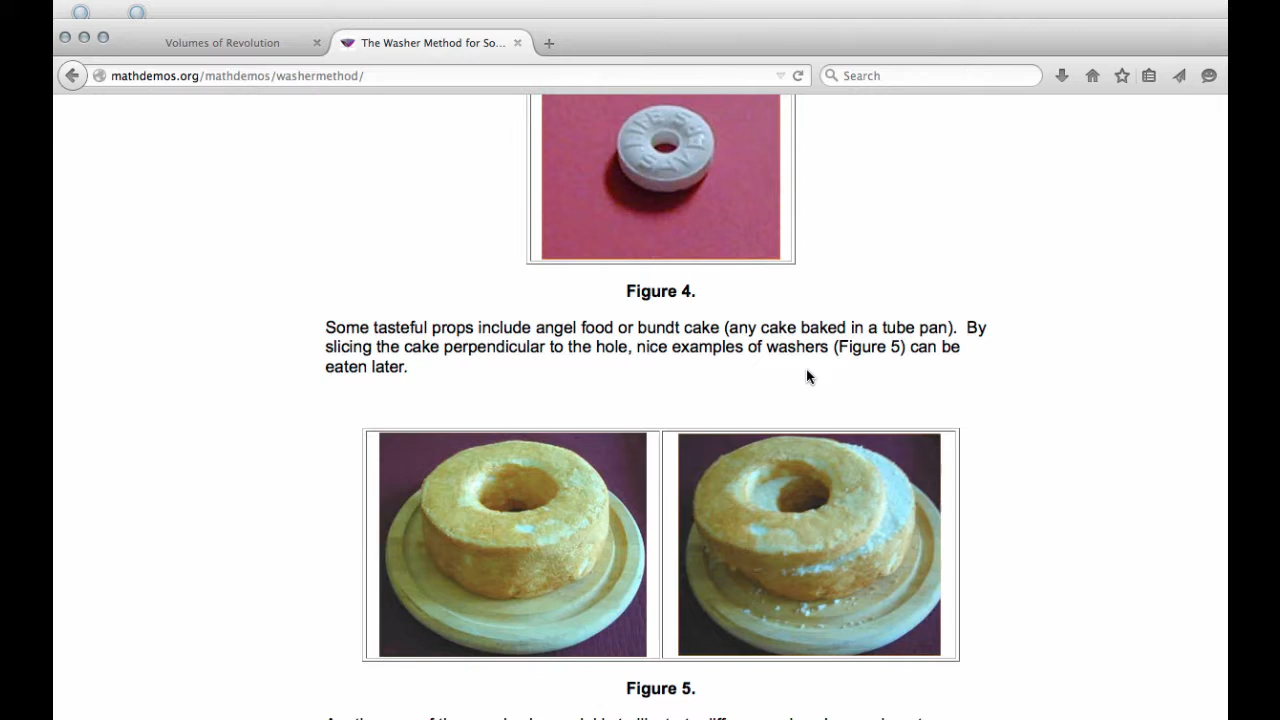 Volumes of Revolution
The Washer Method for So...
mathdemos.org/mathdemos/washermethod/
Search
LIFE SAVERS
Figure 4.
Some tasteful props include angel food or bundt cake (any cake baked in a tube pan). By
slicing the cake perpendicular to the hole, nice examples of washers (Figure 5) can be
eaten later.
Figure 5.